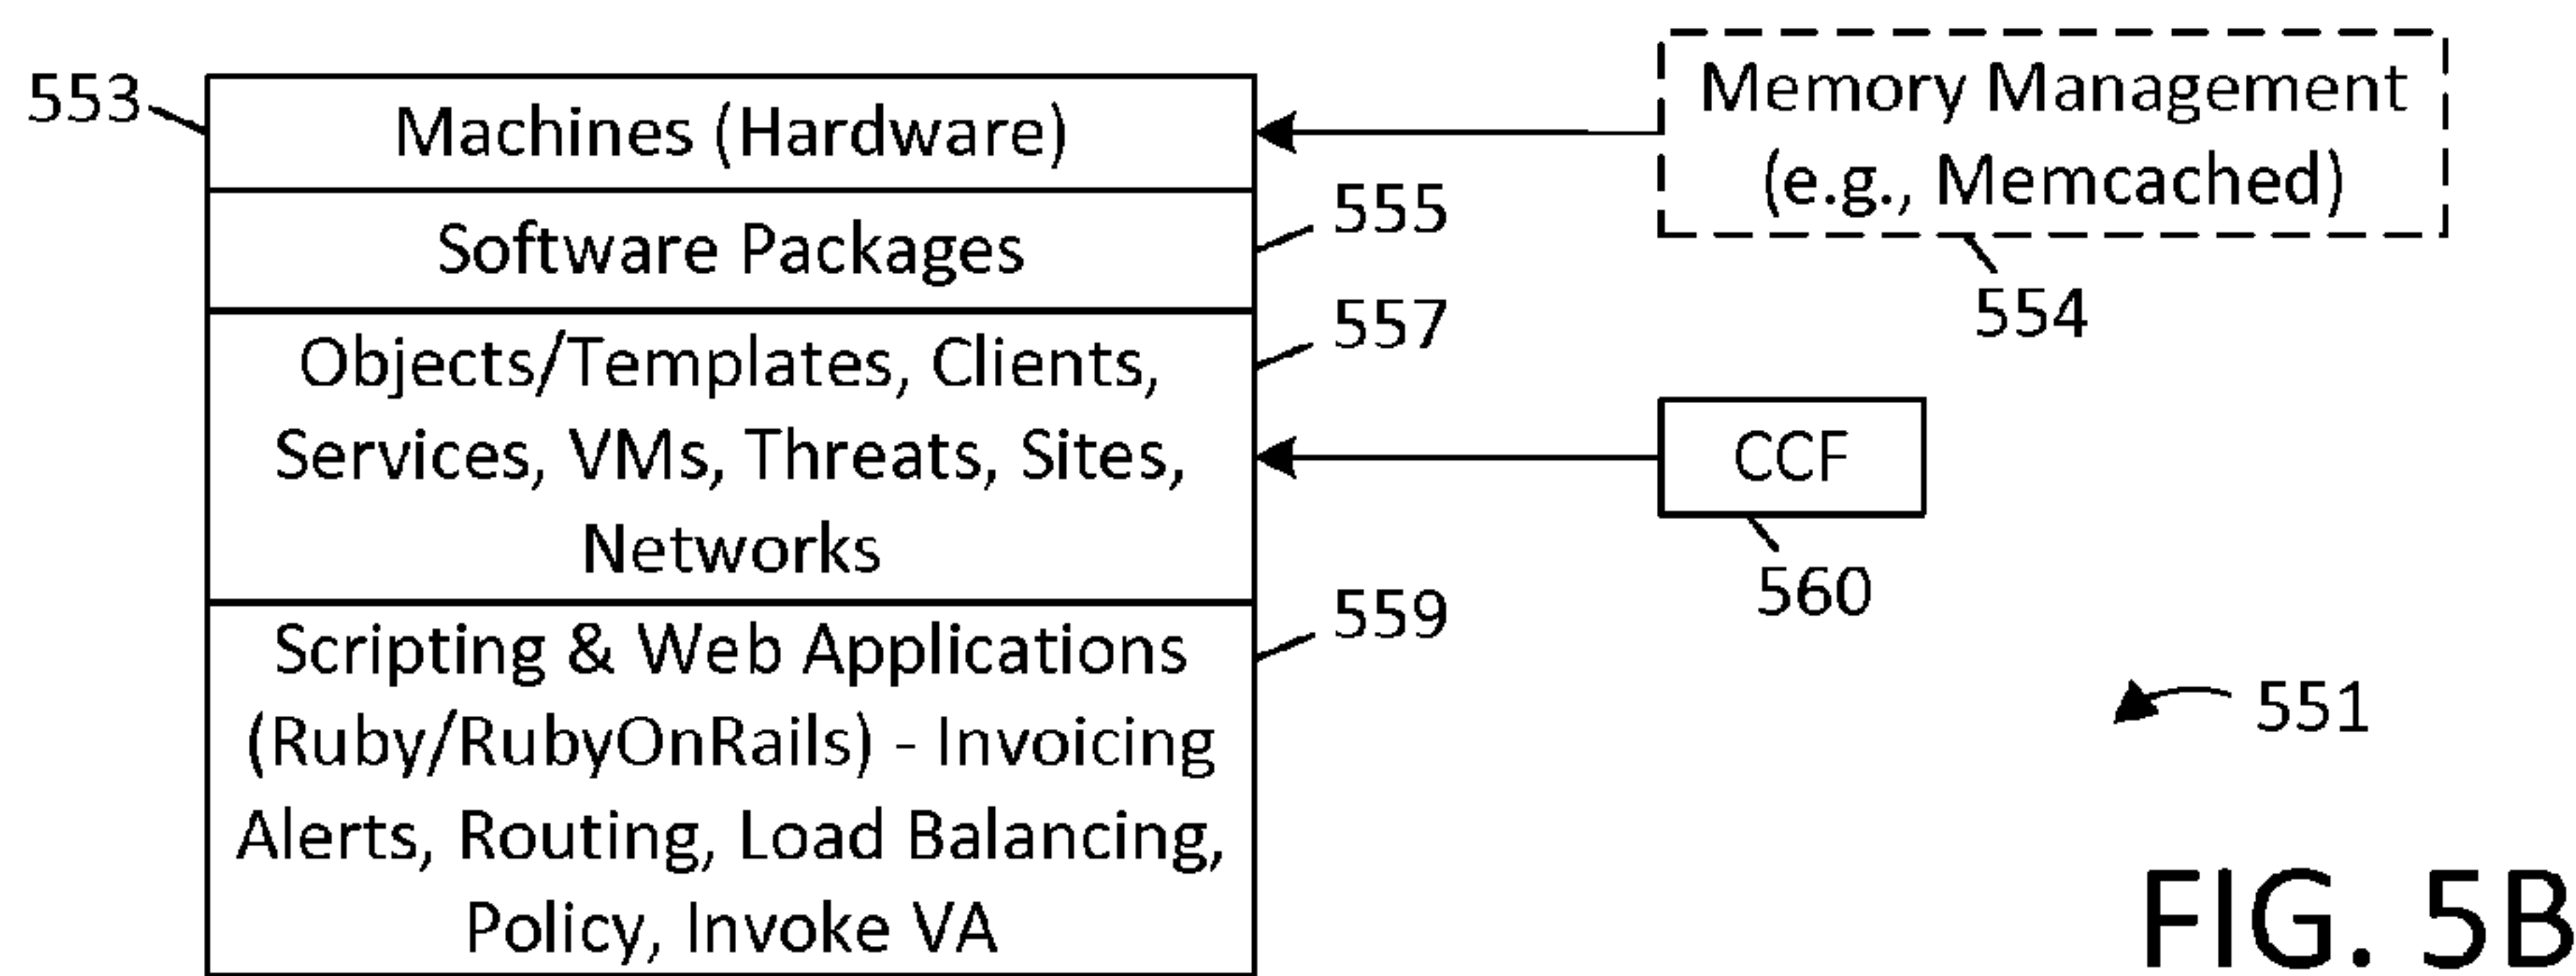 553
Machines (Hardware)
Memory Management
(e.g., Memcached)
554
Software Packages
555
Objects/Templates, Clients,
Services, VMs, Threats, Sites,
Networks
557
CCF
560
Scripting & Web Applications
(Ruby/RubyOnRails) - Invoicing
Alerts, Routing, Load Balancing,
Policy, Invoke VA
559
551
FIG. 5B